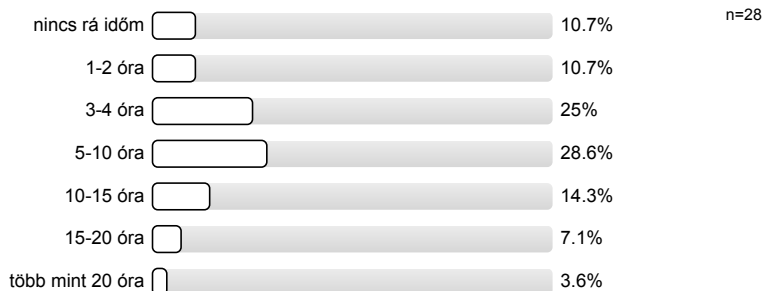 nincs rá időm 10.7% n=28
1-2 óra 10.7%
3-4 óra 25%
5-10 óra 28.6%
10-15 óra 14.3%
15-20 óra 7.1%
több mint 20 óra 3.6%